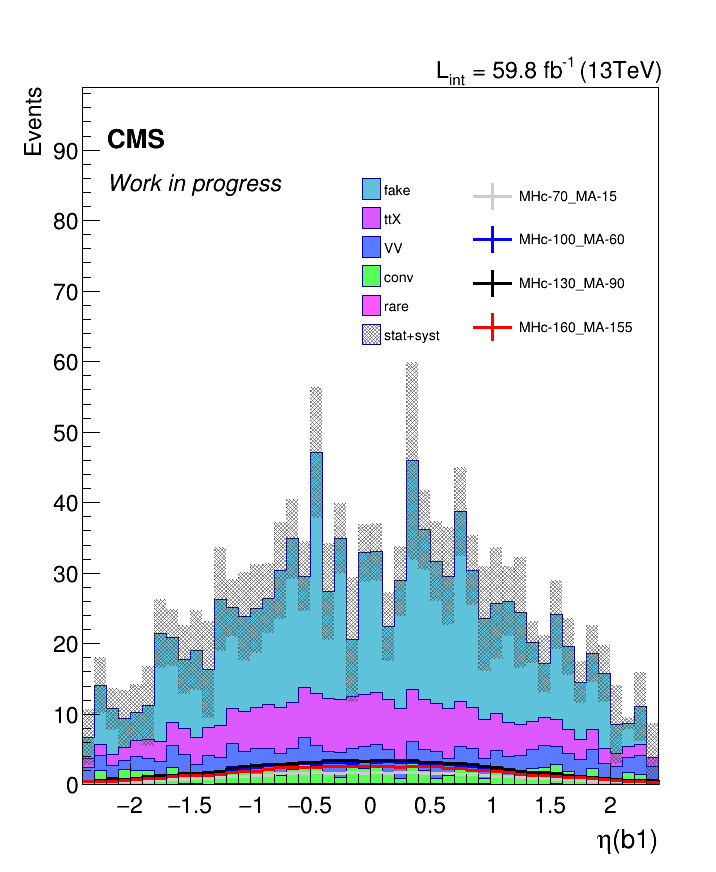 L_int = 59.8 fb^-1 (13TeV)
Events
CMS
Work in progress
fake
ttX
VV
conv
rare
stat+syst
MHc-70_MA-15
MHc-100_MA-60
MHc-130_MA-90
MHc-160_MA-155
90
80
70
60
50
40
30
20
10
0
−2 −1.5 −1 −0.5 0 0.5 1 1.5 2
η(b1)